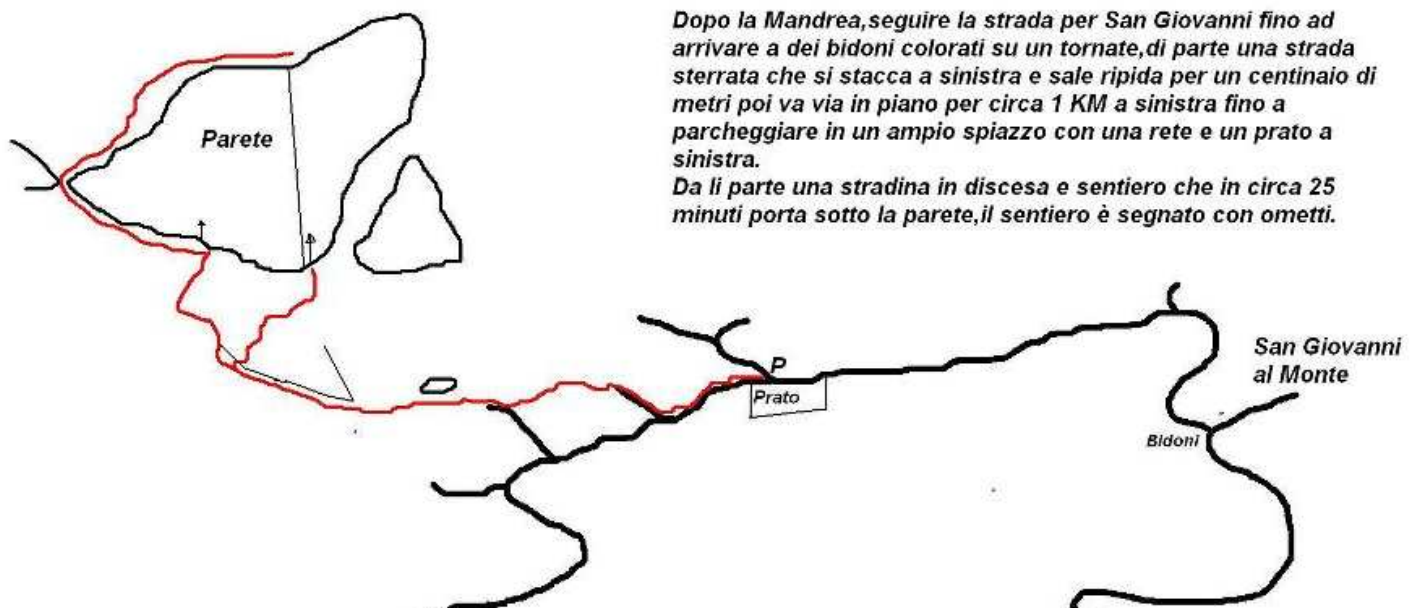 Dopo la Mandrea,seguire la strada per San Giovanni fino ad
arrivare a dei bidoni colorati su un tornate,di parte una strada
sterrata che si stacca a sinistra e sale ripida per un centinaio di
metri poi va via in piano per circa 1 KM a sinistra fino a
parcheggiare in un ampio spiazzo con una rete e un prato a
sinistra.
Da li parte una stradina in discesa e sentiero che in circa 25
minuti porta sotto la parete,il sentiero è segnato con ometti.
Parete
San Giovanni
al Monte
P
Prato
Bidoni